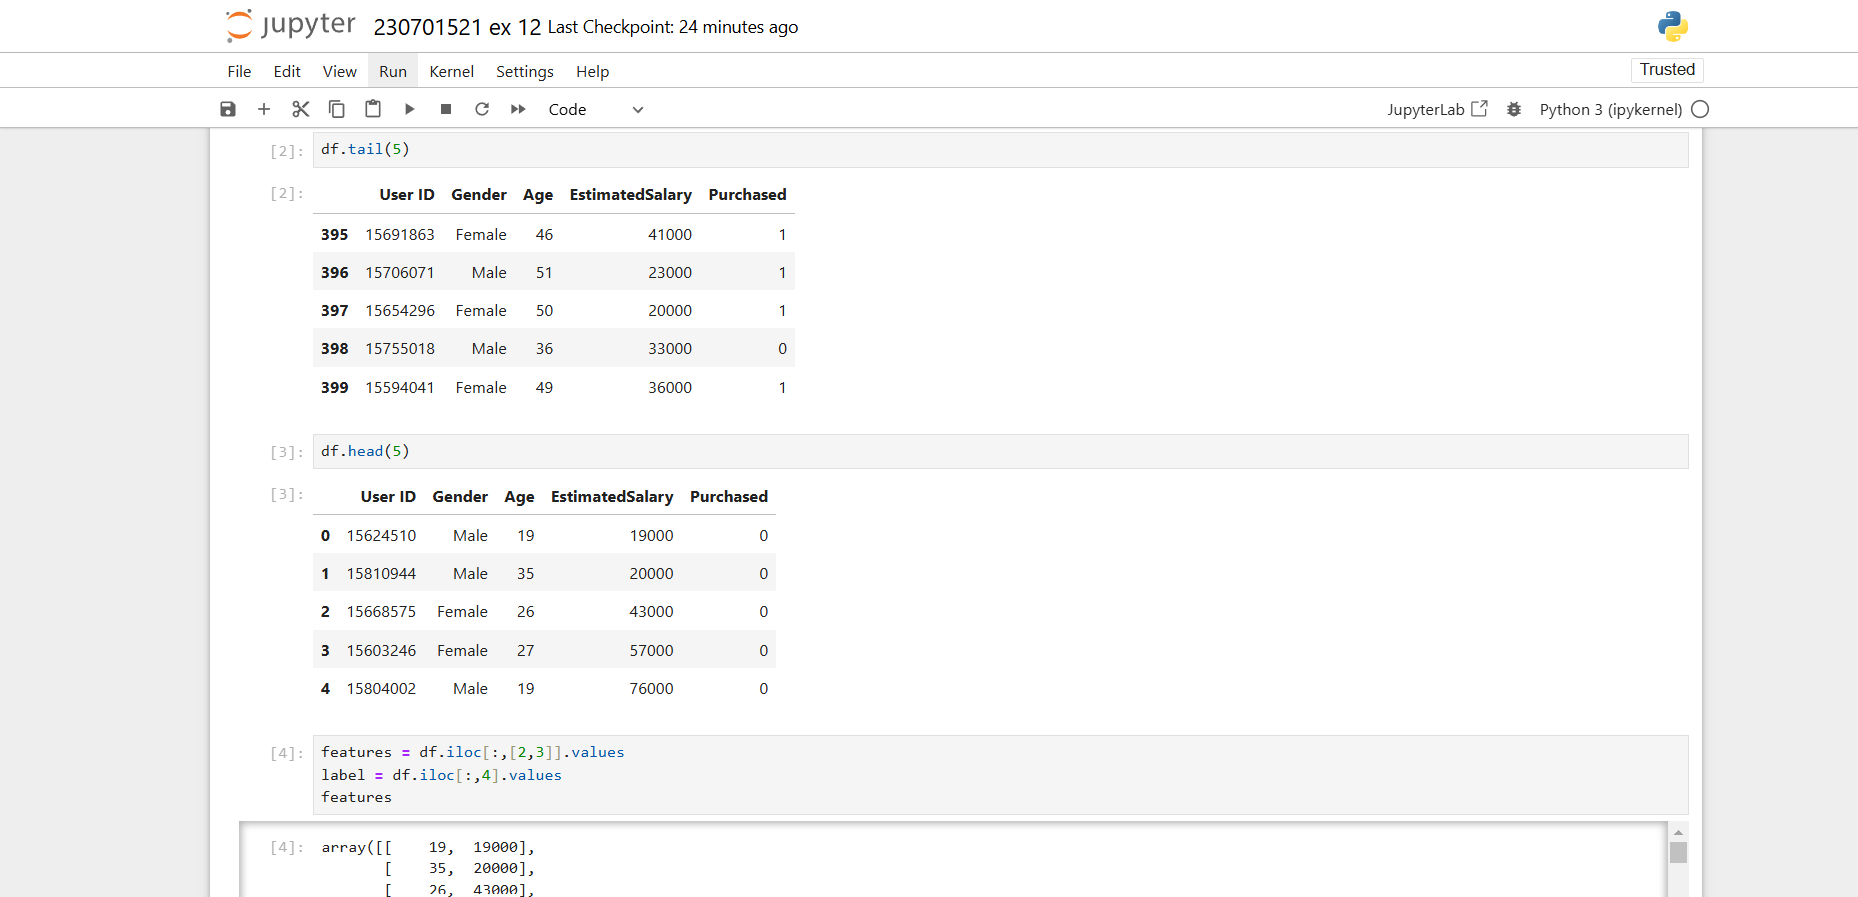 jupyter 230701521 ex 12 Last Checkpoint: 24 minutes ago
File Edit View Run Kernel Settings Help Trusted
Code JupyterLab Python 3 (ipykernel)
[2]: df.tail(5)
[2]: User ID Gender Age EstimatedSalary Purchased
395 15691863 Female 46 41000 1
396 15706071 Male 51 23000 1
397 15654296 Female 50 20000 1
398 15755018 Male 36 33000 0
399 15594041 Female 49 36000 1
[3]: df.head(5)
[3]: User ID Gender Age EstimatedSalary Purchased
0 15624510 Male 19 19000 0
1 15810944 Male 35 20000 0
2 15668575 Female 26 43000 0
3 15603246 Female 27 57000 0
4 15804002 Male 19 76000 0
[4]: features = df.iloc[:,[2,3]].values
label = df.iloc[:,4].values
features
[4]: array([[ 19, 19000],
[ 35, 20000],
[ 26, 43000],